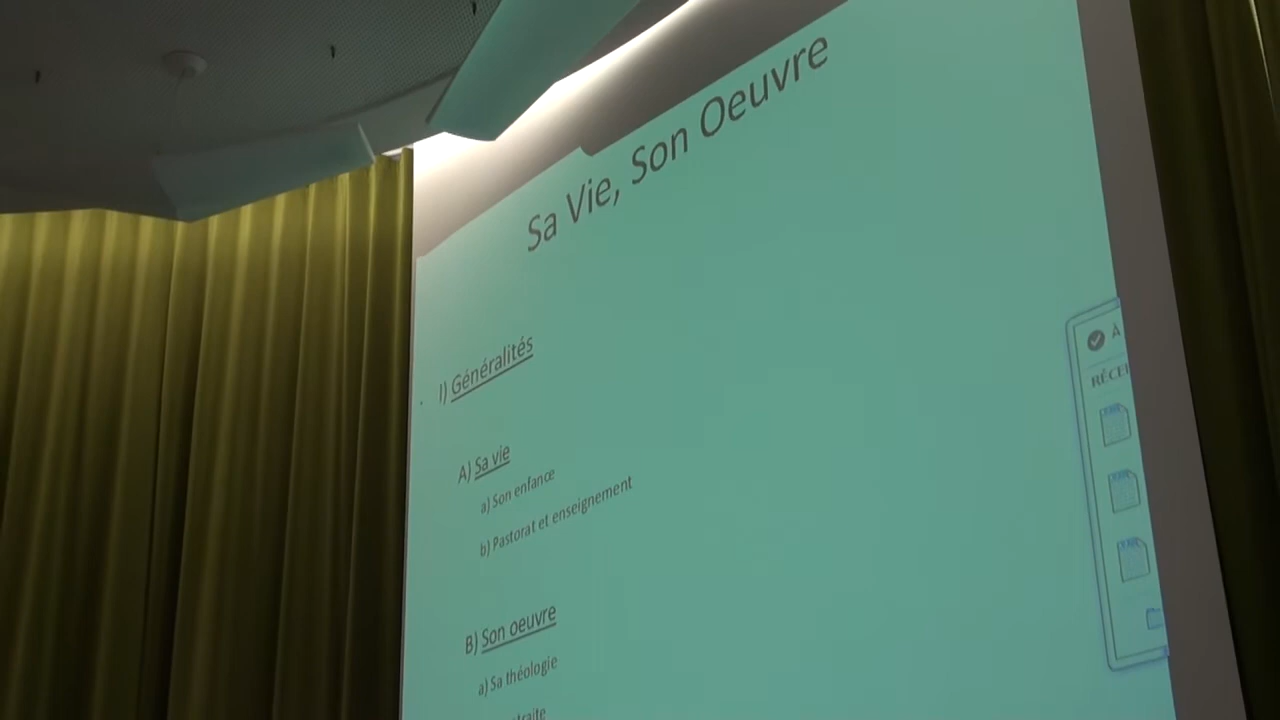 Sa Vie, Son Oeuvre
I) Généralités
A) Sa vie
a) Son enfance
b) Pastorat et enseignement
B) Son oeuvre
a) Sa théologie
À